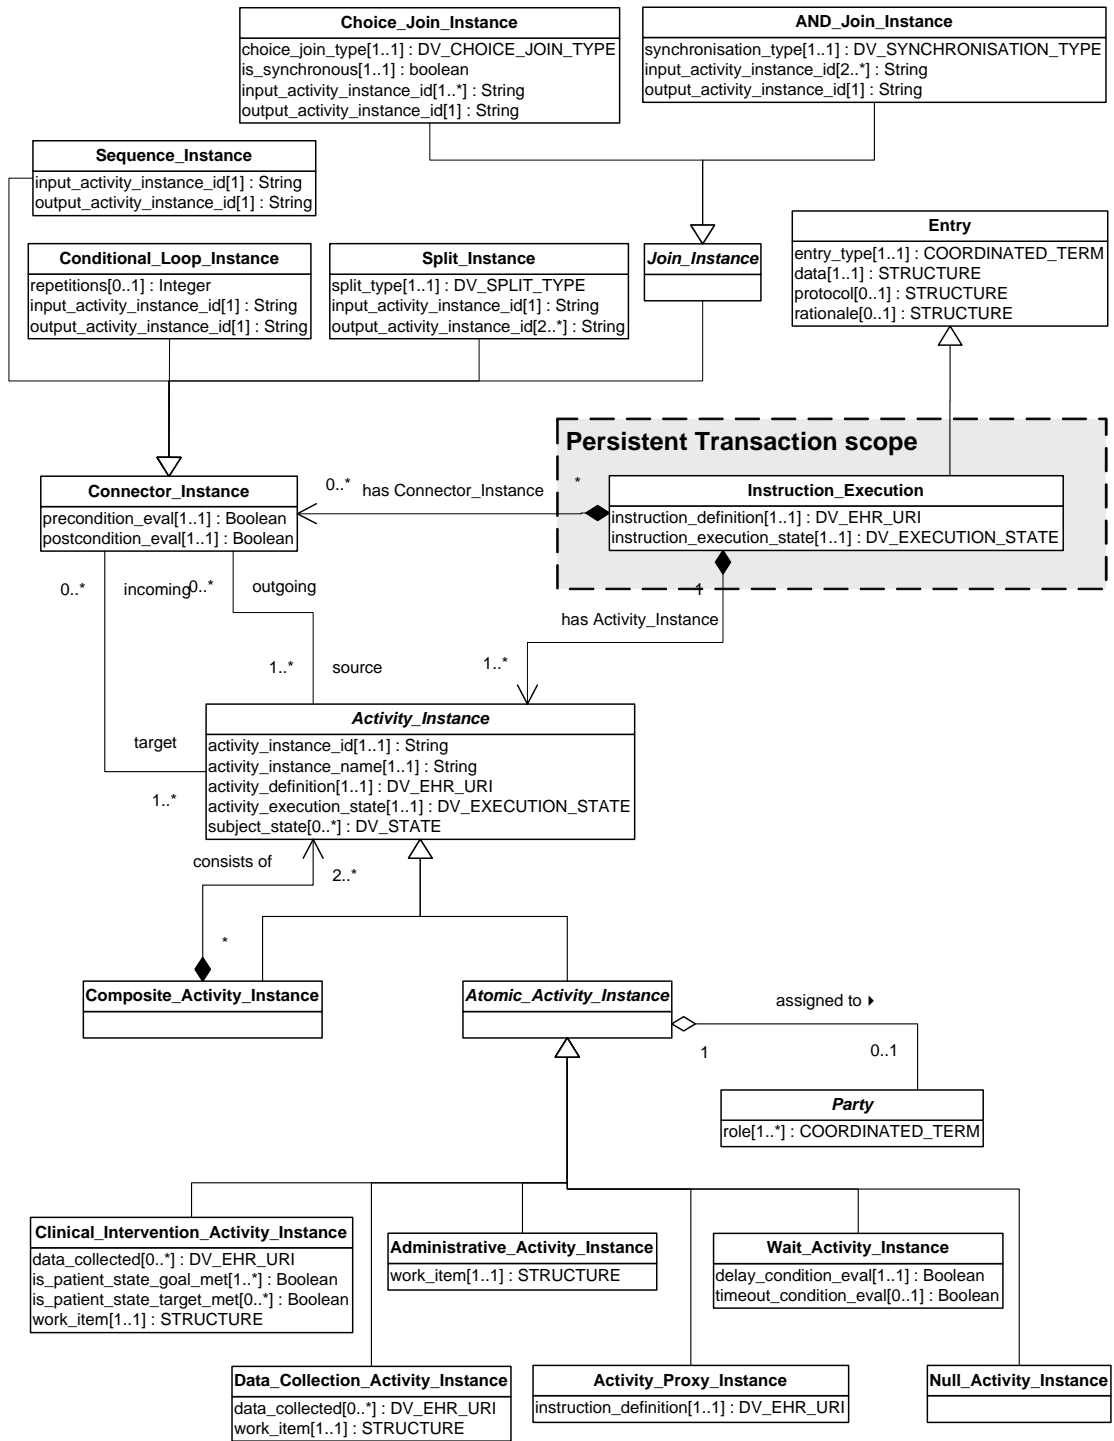 Choice_Join_Instance
choice_join_type[1..1] : DV_CHOICE_JOIN_TYPE
is_synchronous[1..1] : boolean
input_activity_instance_id[1..*] : String
output_activity_instance_id[1] : String
AND_Join_Instance
synchronisation_type[1..1] : DV_SYNCHRONISATION_TYPE
input_activity_instance_id[2..*] : String
output_activity_instance_id[1] : String
Sequence_Instance
input_activity_instance_id[1] : String
output_activity_instance_id[1] : String
Conditional_Loop_Instance
repetitions[0..1] : Integer
input_activity_instance_id[1] : String
output_activity_instance_id[1] : String
Split_Instance
split_type[1..1] : DV_SPLIT_TYPE
input_activity_instance_id[1] : String
output_activity_instance_id[2..*] : String
Join_Instance
Entry
entry_type[1..1] : COORDINATED_TERM
data[1..1] : STRUCTURE
protocol[0..1] : STRUCTURE
rationale[0..1] : STRUCTURE
Persistent Transaction scope
Connector_Instance
precondition_eval[1..1] : Boolean
postcondition_eval[1..1] : Boolean
0..*
has Connector_Instance
*
Instruction_Execution
instruction_definition[1..1] : DV_EHR_URI
instruction_execution_state[1..1] : DV_EXECUTION_STATE
0..*
incoming
0..*
outgoing
1
has Activity_Instance
1..*
source
1..*
target
1..*
Activity_Instance
activity_instance_id[1..1] : String
activity_instance_name[1..1] : String
activity_definition[1..1] : DV_EHR_URI
activity_execution_state[1..1] : DV_EXECUTION_STATE
subject_state[0..*] : DV_STATE
consists of
2..*
*
Composite_Activity_Instance
Atomic_Activity_Instance
assigned to
1
0..1
Party
role[1..*] : COORDINATED_TERM
Clinical_Intervention_Activity_Instance
data_collected[0..*] : DV_EHR_URI
is_patient_state_goal_met[1..*] : Boolean
is_patient_state_target_met[0..*] : Boolean
work_item[1..1] : STRUCTURE
Administrative_Activity_Instance
work_item[1..1] : STRUCTURE
Wait_Activity_Instance
delay_condition_eval[1..1] : Boolean
timeout_condition_eval[0..1] : Boolean
Data_Collection_Activity_Instance
data_collected[0..*] : DV_EHR_URI
work_item[1..1] : STRUCTURE
Activity_Proxy_Instance
instruction_definition[1..1] : DV_EHR_URI
Null_Activity_Instance